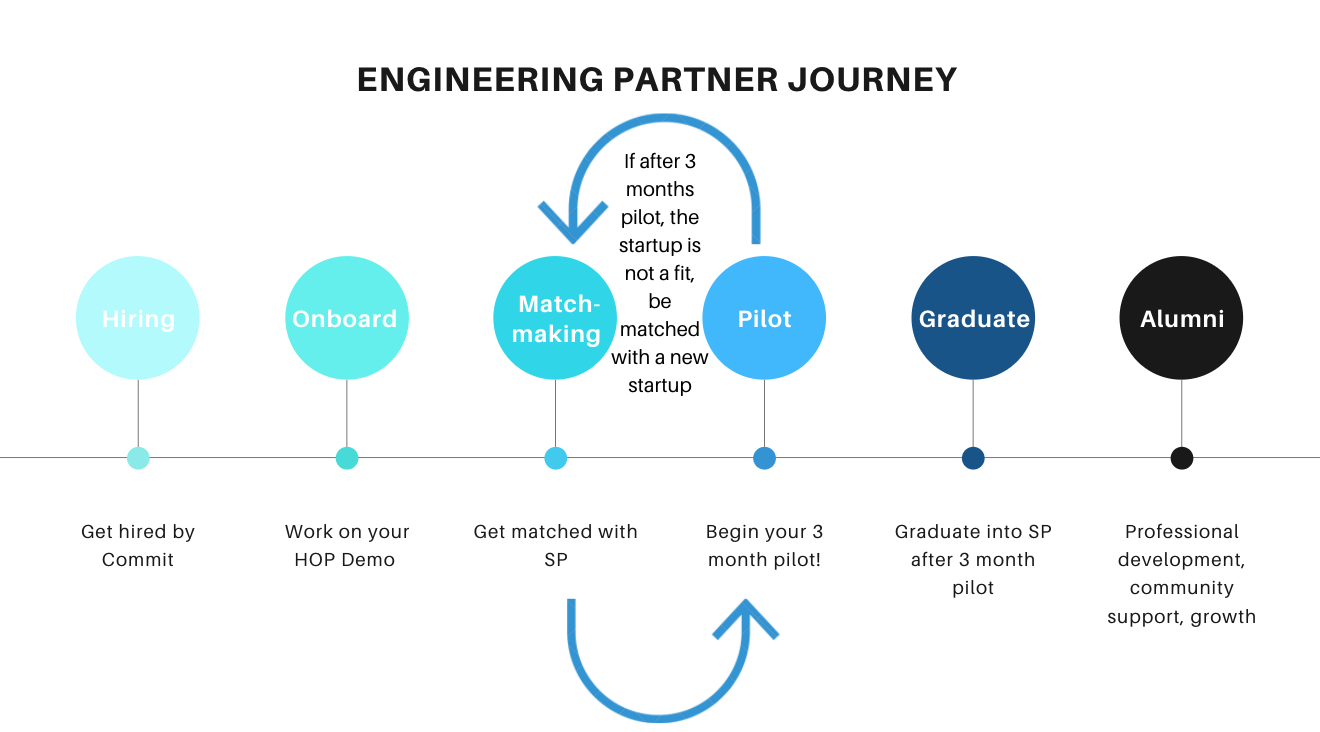 ENGINEERING PARTNER JOURNEY
If after 3
months
pilot, the
startup is
not a fit,
be
matched
with a new
startup
Hiring
Onboard
Match-
making
Pilot
Graduate
Alumni
Get hired by
Commit
Work on your
HOP Demo
Get matched with
SP
Begin your 3
month pilot!
Graduate into SP
after 3 month
pilot
Professional
development,
community
support, growth